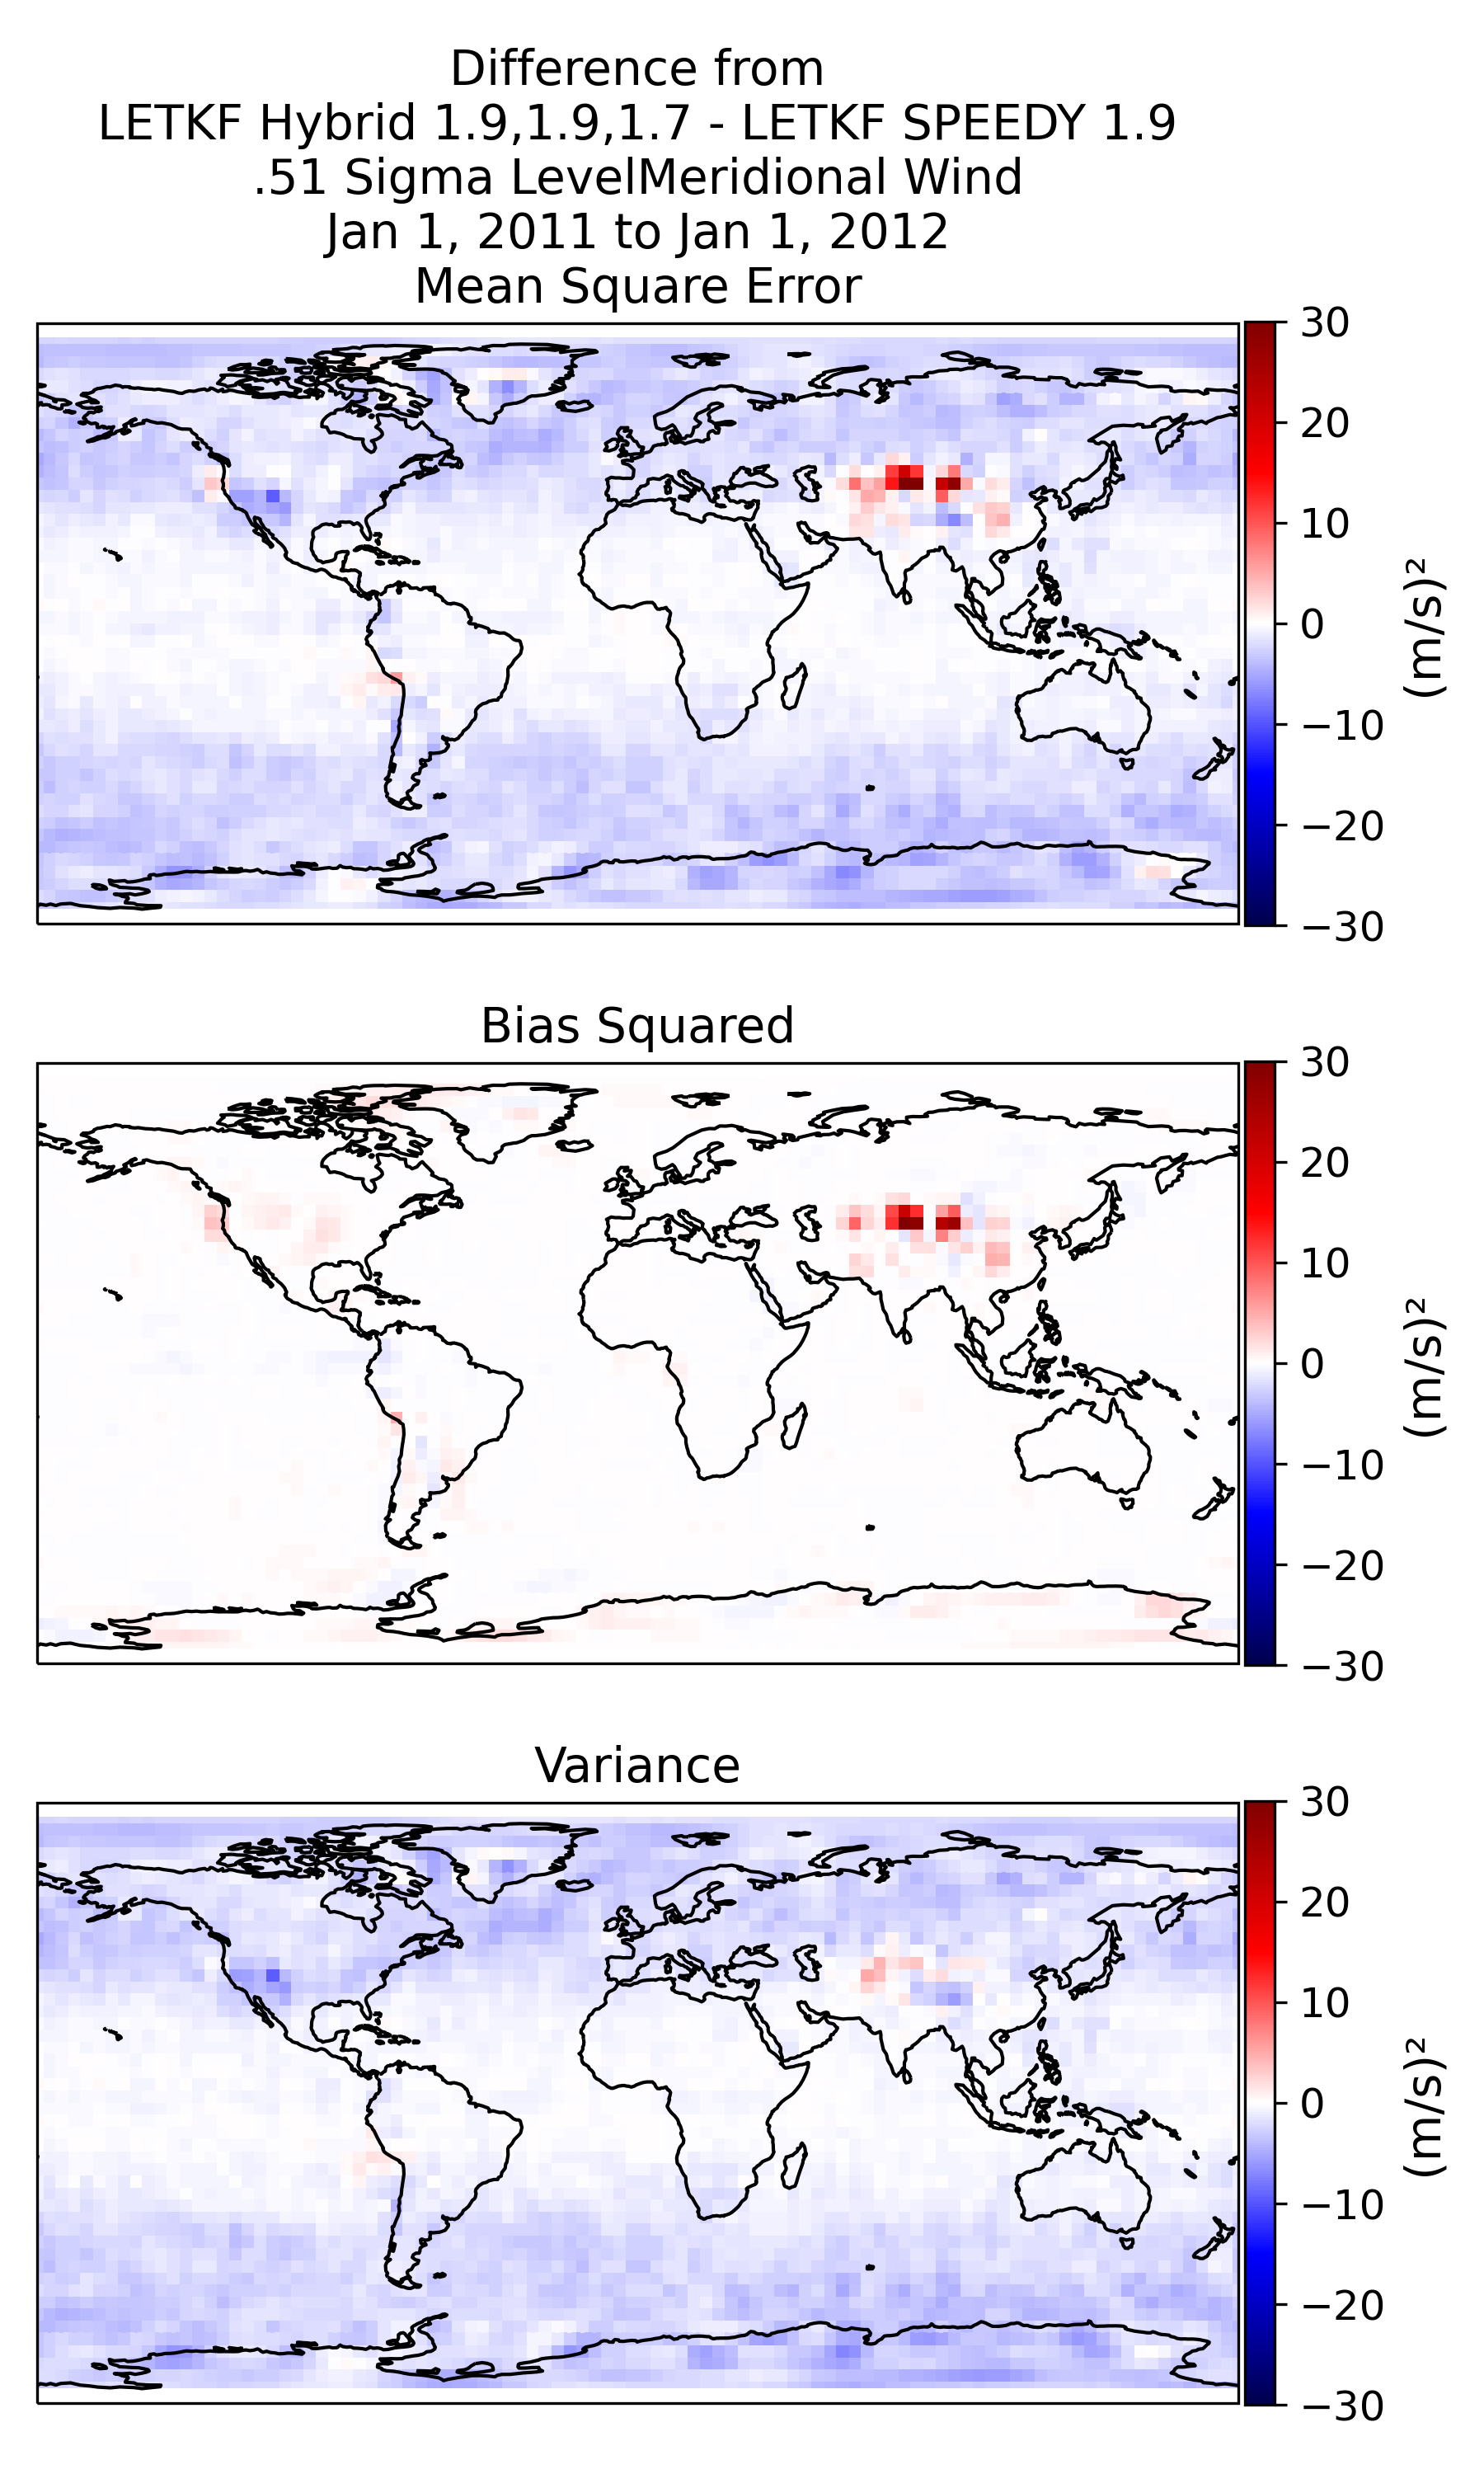 Difference from
LETKF Hybrid 1.9,1.9,1.7 - LETKF SPEEDY 1.9
.51 Sigma LevelMeridional Wind
Jan 1, 2011 to Jan 1, 2012
Mean Square Error
30
20
10
0
−10
−20
−30
(m/s)²
Bias Squared
30
20
10
0
−10
−20
−30
(m/s)²
Variance
30
20
10
0
−10
−20
−30
(m/s)²